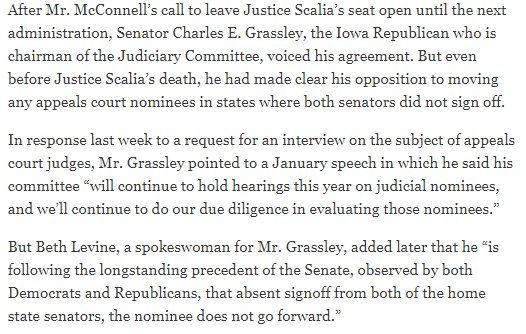 After Mr. McConnell’s call to leave Justice Scalia’s seat open until the next
administration, Senator Charles E. Grassley, the Iowa Republican who is
chairman of the Judiciary Committee, voiced his agreement. But even
before Justice Scalia’s death, he had made clear his opposition to moving
any appeals court nominees in states where both senators did not sign off.
In response last week to a request for an interview on the subject of appeals
court judges, Mr. Grassley pointed to a January speech in which he said his
committee “will continue to hold hearings this year on judicial nominees,
and we’ll continue to do our due diligence in evaluating those nominees.”
But Beth Levine, a spokeswoman for Mr. Grassley, added later that he “is
following the longstanding precedent of the Senate, observed by both
Democrats and Republicans, that absent signoff from both of the home
state senators, the nominee does not go forward.”